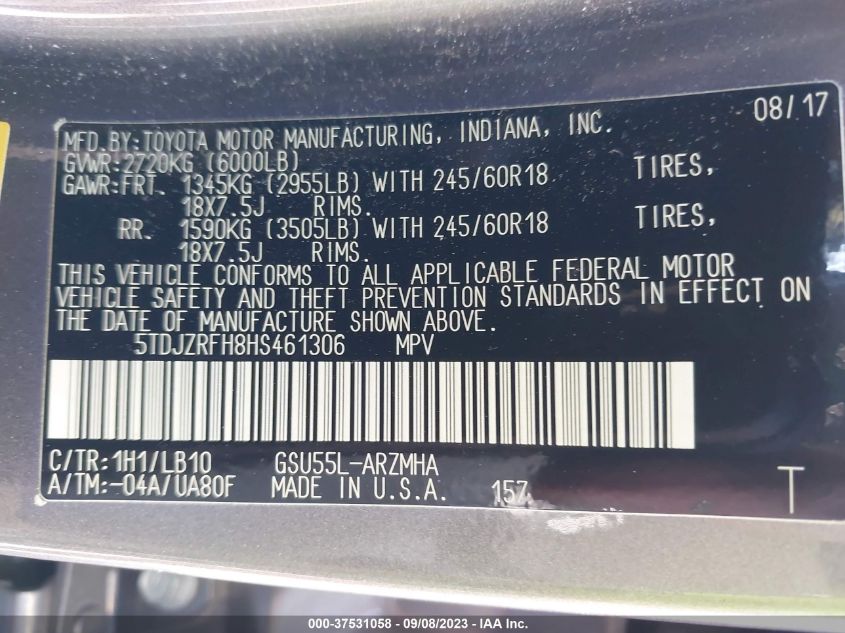 08/17
MFD.BY:TOYOTA MOTOR MANUFACTURING, INDIANA, INC.
GVWR:2720KG (6000LB)
GAWR:FRT. 1345KG (2955LB) WITH 245/60R18 TIRES,
18X7.5J RIMS.
RR. 1590KG (3505LB) WITH 245/60R18 TIRES,
18X7.5J RIMS.
THIS VEHICLE CONFORMS TO ALL APPLICABLE FEDERAL MOTOR
VEHICLE SAFETY AND THEFT PREVENTION STANDARDS IN EFFECT ON
THE DATE OF MANUFACTURE SHOWN ABOVE.
5TDJZRFH8HS461306 MPV
C/TR:1H1/LB10 GSU55L-ARZMHA
A/TM:-04A/UA80F MADE IN U.S.A. 157 T
000-37531058 - 09/08/2023 - IAA Inc.